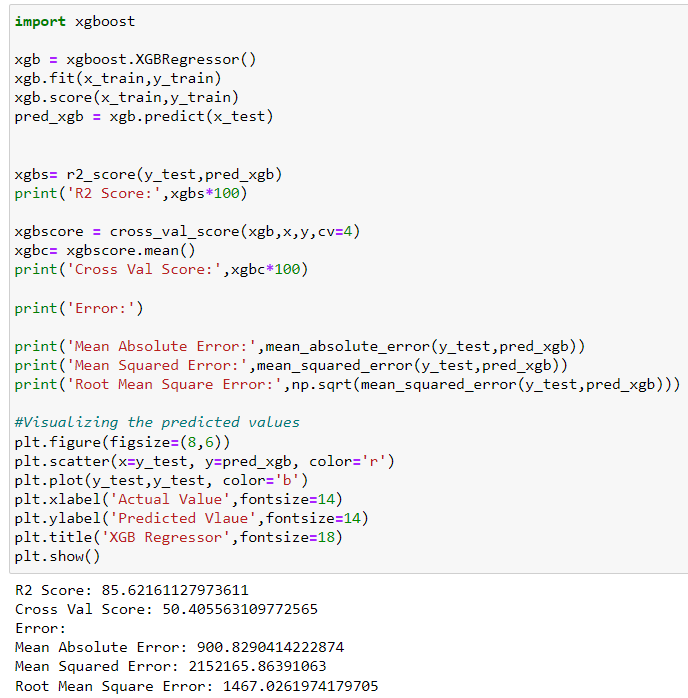 import xgboost
xgb = xgboost.XGBRegressor()
xgb.fit(x_train,y_train)
xgb.score(x_train,y_train)
pred_xgb = xgb.predict(x_test)
xgbs= r2_score(y_test,pred_xgb)
print('R2 Score:',xgbs*100)
xgbscore = cross_val_score(xgb,x,y,cv=4)
xgbc= xgbscore.mean()
print('Cross Val Score:',xgbc*100)
print('Error:')
print('Mean Absolute Error:',mean_absolute_error(y_test,pred_xgb))
print('Mean Squared Error:',mean_squared_error(y_test,pred_xgb))
print('Root Mean Square Error:',np.sqrt(mean_squared_error(y_test,pred_xgb)))
#Visualizing the predicted values
plt.figure(figsize=(8,6))
plt.scatter(x=y_test, y=pred_xgb, color='r')
plt.plot(y_test,y_test, color='b')
plt.xlabel('Actual Value',fontsize=14)
plt.ylabel('Predicted Vlaue',fontsize=14)
plt.title('XGB Regressor',fontsize=18)
plt.show()
R2 Score: 85.62161127973611
Cross Val Score: 50.405563109772565
Error:
Mean Absolute Error: 900.8290414222874
Mean Squared Error: 2152165.86391063
Root Mean Square Error: 1467.0261974179705